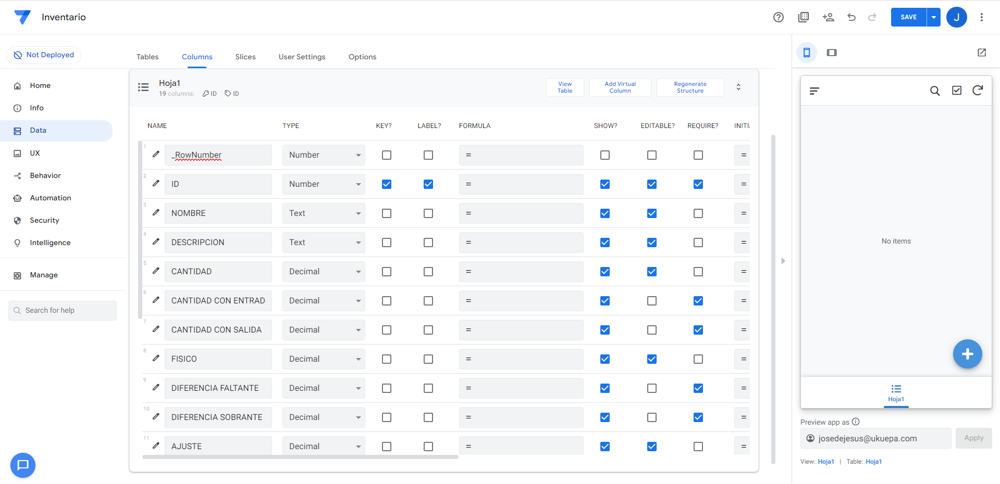 Inventario
SAVE
J
Not Deployed
Tables
Columns
Slices
User Settings
Options
Home
Info
Data
UX
Behavior
Automation
Security
Intelligence
Manage
Search for help
Hoja1
19 columns: ID ID
View Table
Add Virtual Column
Regenerate Structure
NAME TYPE KEY? LABEL? FORMULA SHOW? EDITABLE? REQUIRE? INITI
1 _RowNumber Number = =
2 ID Number = =
3 NOMBRE Text = =
4 DESCRIPCION Text = =
5 CANTIDAD Decimal = =
6 CANTIDAD CON ENTRAD Decimal = =
7 CANTIDAD CON SALIDA Decimal = =
8 FISICO Decimal = =
9 DIFERENCIA FALTANTE Decimal = =
10 DIFERENCIA SOBRANTE Decimal = =
11 AJUSTE Decimal = =
No items
Hoja1
Preview app as
josedejesus@ukuepa.com
Apply
View: Hoja1 | Table: Hoja1